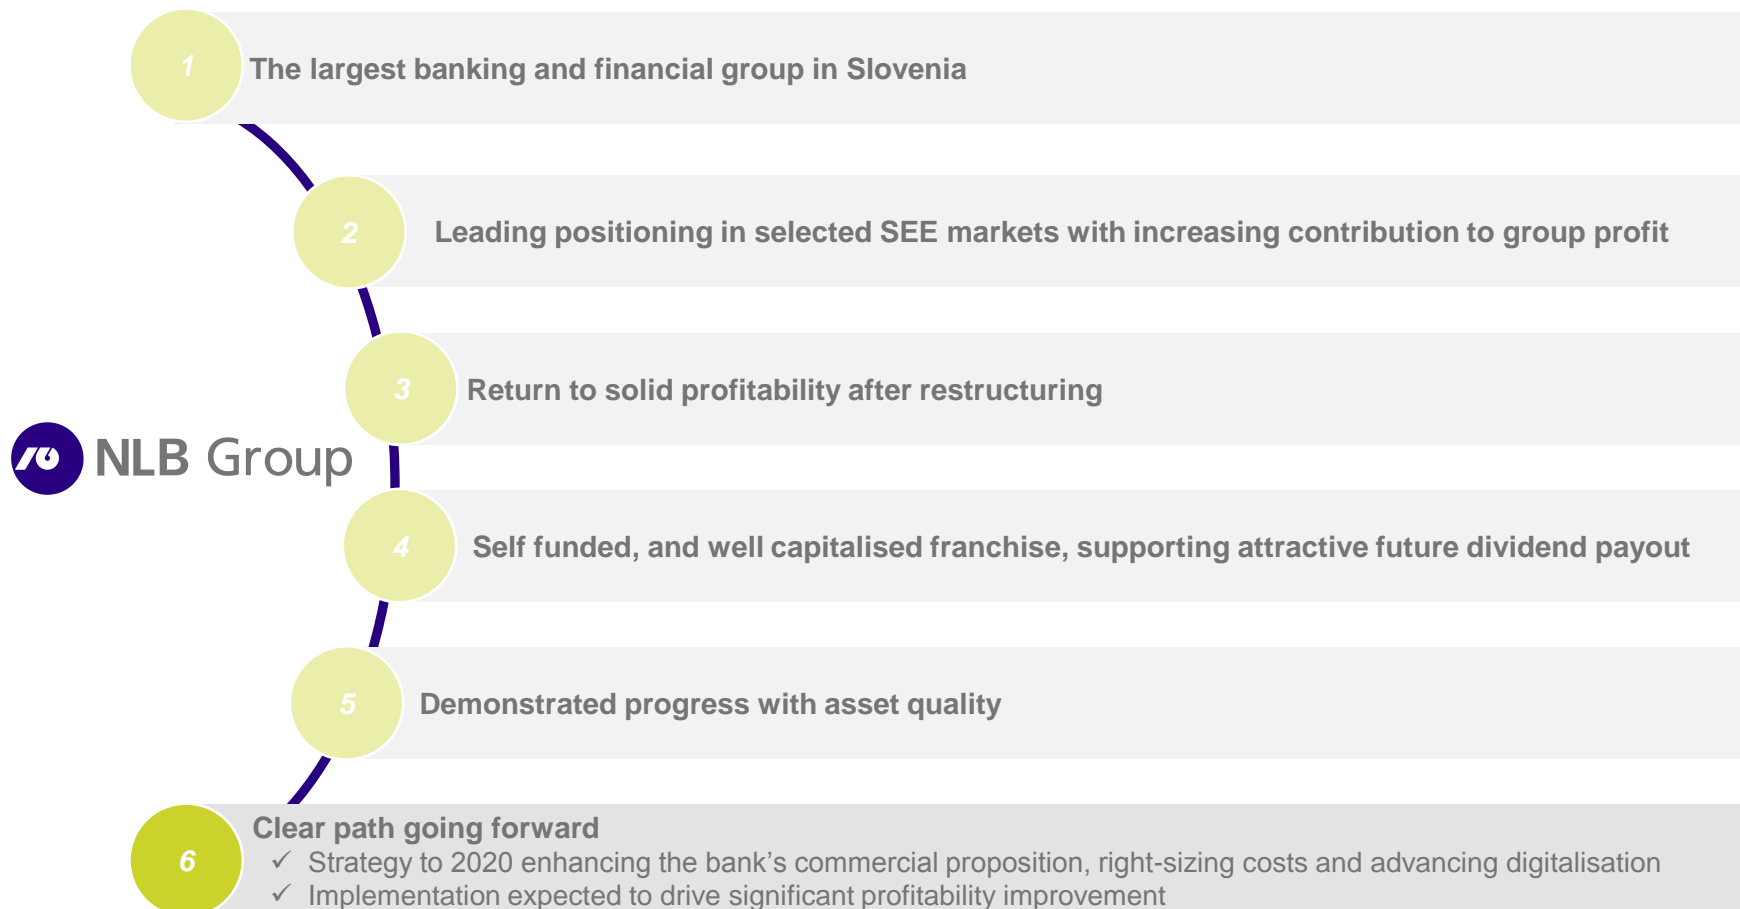 1
The largest banking and financial group in Slovenia
2
Leading positioning in selected SEE markets with increasing contribution to group profit
3
Return to solid profitability after restructuring
NLB Group
4
Self funded, and well capitalised franchise, supporting attractive future dividend payout
5
Demonstrated progress with asset quality
6
Clear path going forward
✓ Strategy to 2020 enhancing the bank’s commercial proposition, right-sizing costs and advancing digitalisation
✓ Implementation expected to drive significant profitability improvement